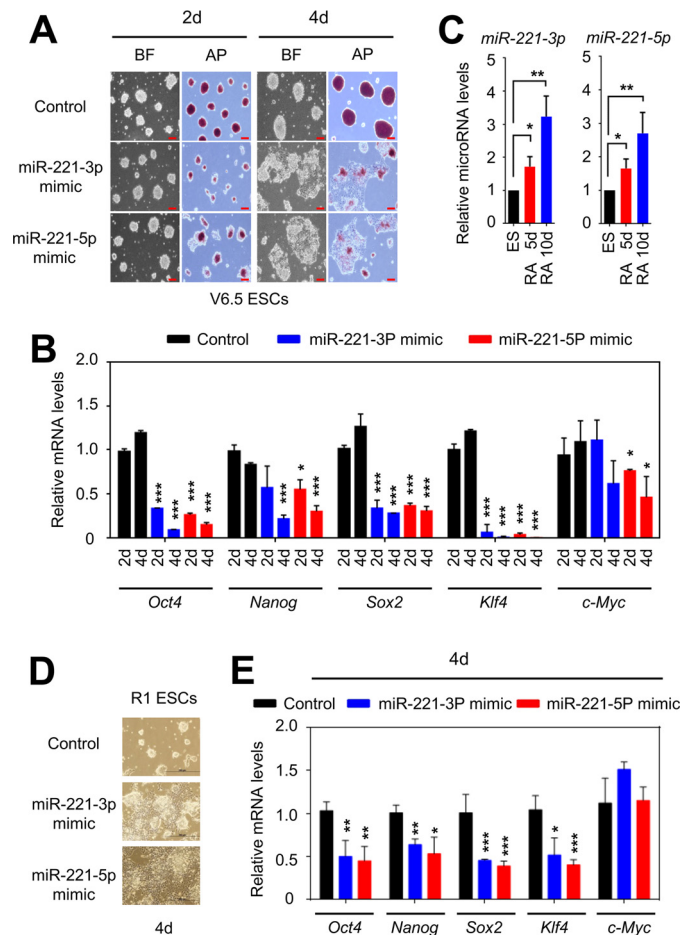 A
2d 4d
BF AP BF AP
Control
miR-221-3p
mimic
miR-221-5p
mimic
V6.5 ESCs
C
miR-221-3p miR-221-5p
Relative microRNA levels
5
4
3
2
1
0
** *
ES
RA 5d
RA 10d
5
4
3
2
1
0
** *
ES
RA 5d
RA 10d
B
Control miR-221-3P mimic miR-221-5P mimic
Relative mRNA levels
2.0
1.5
1.0
0.5
0
*** *** *** *** *** * *** *** *** *** *** *** *** *** *** * *
2d 4d 2d 4d 2d 4d 2d 4d 2d 4d 2d 4d 2d 4d 2d 4d 2d 4d 2d 4d 2d 4d 2d 4d 2d 4d 2d 4d 2d 4d
Oct4 Nanog Sox2 Klf4 c-Myc
D
R1 ESCs
Control
miR-221-3p
mimic
miR-221-5p
mimic
4d
E
4d
Control miR-221-3P mimic miR-221-5P mimic
Relative mRNA levels
2.0
1.5
1.0
0.5
0
** ** ** * *** *** * ***
Oct4 Nanog Sox2 Klf4 c-Myc